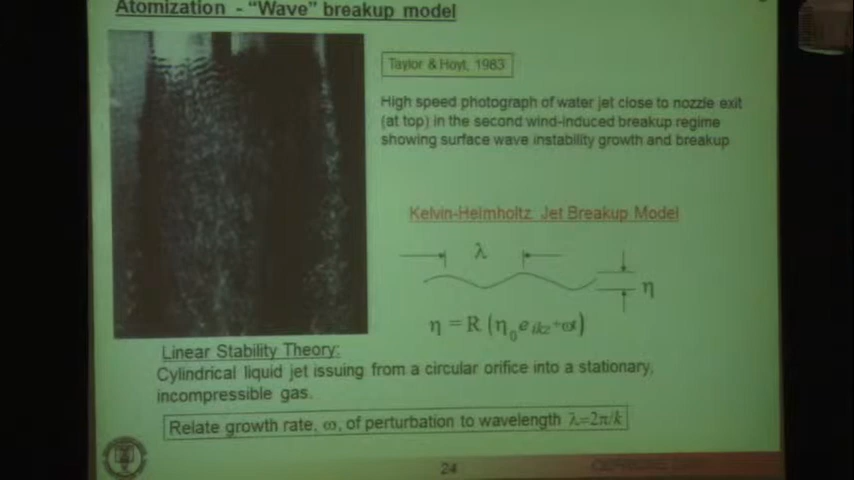 Atomization - "Wave" breakup model
Taylor & Hoyt, 1983
High speed photograph of water jet close to nozzle exit
(at top) in the second wind-induced breakup regime
showing surface wave instability growth and breakup
Kelvin-Helmholtz Jet Breakup Model
λ
η
η = R (η₀ e ikz+ωt)
Linear Stability Theory:
Cylindrical liquid jet issuing from a circular orifice into a stationary,
incompressible gas.
Relate growth rate, ω, of perturbation to wavelength λ=2π/k
24